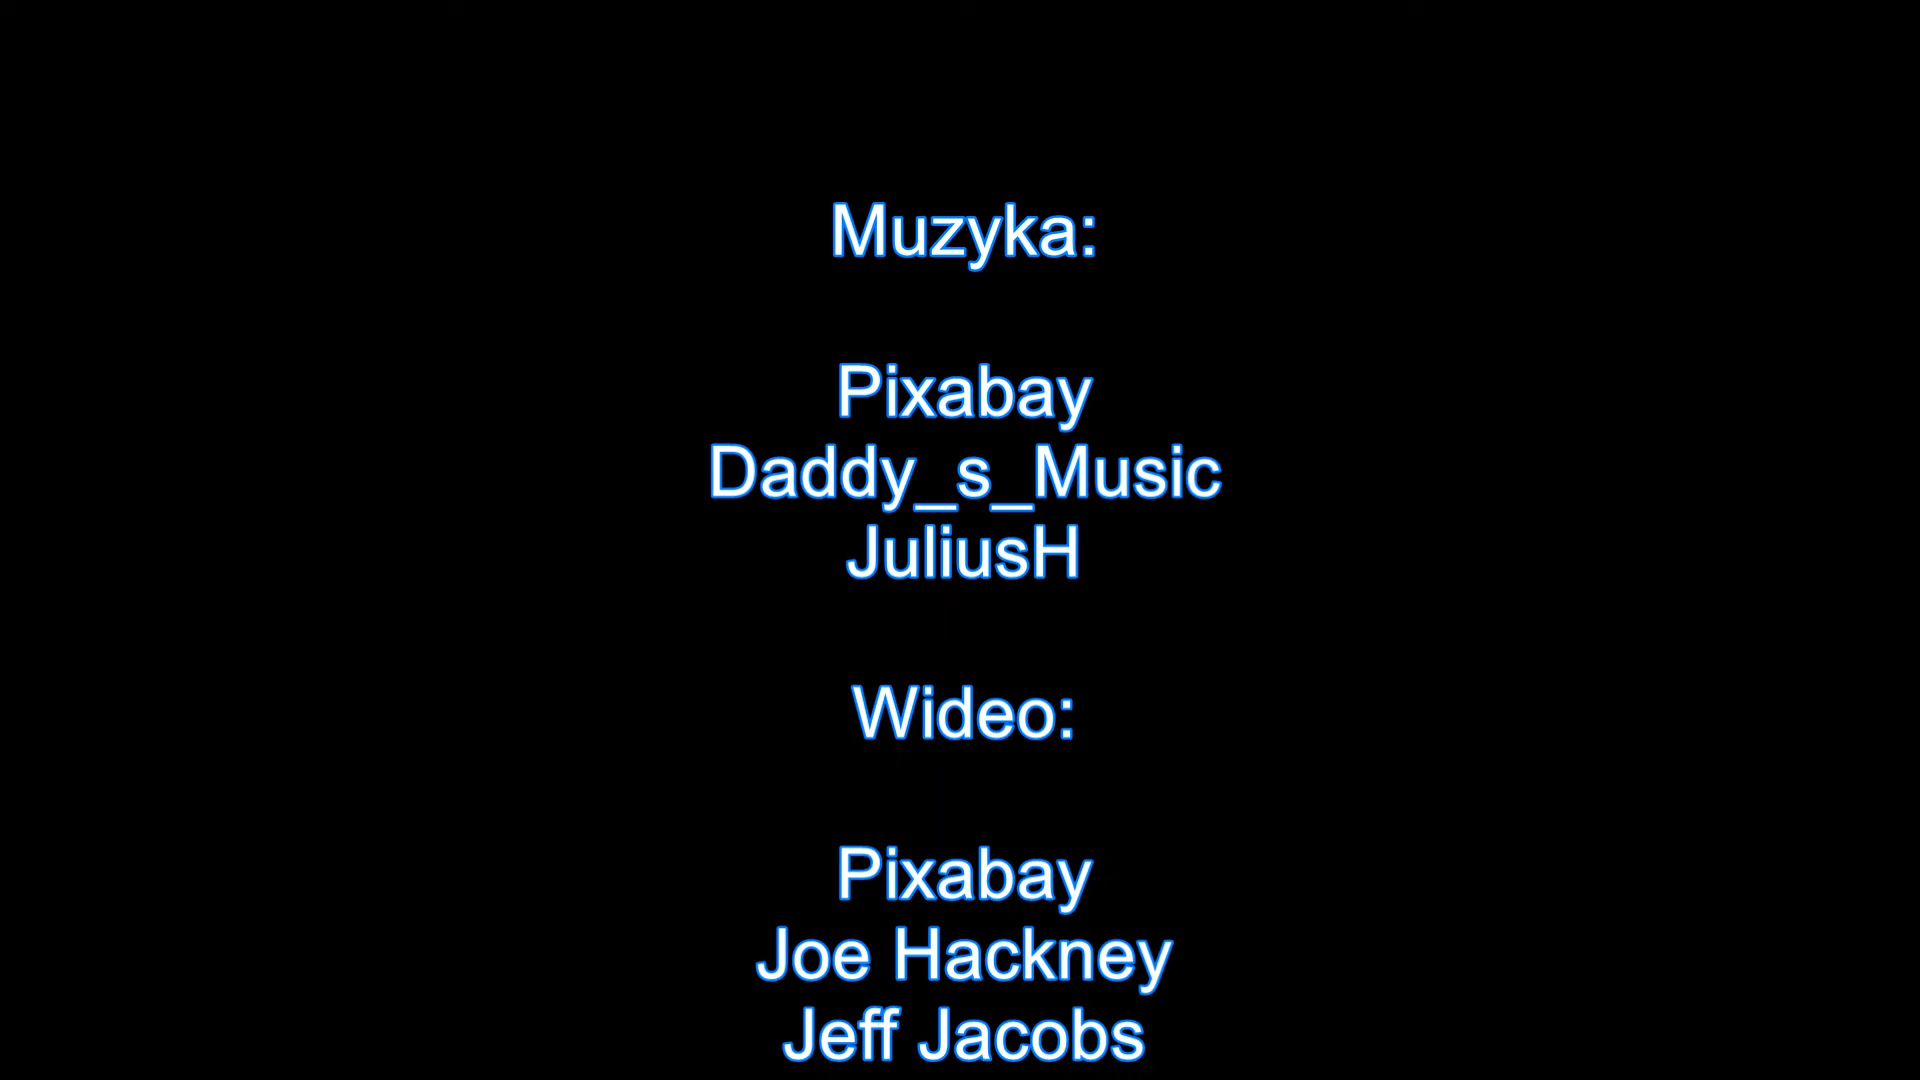 Muzyka:
Pixabay
Daddy_s_Music
JuliusH
Wideo:
Pixabay
Joe Hackney
Jeff Jacobs